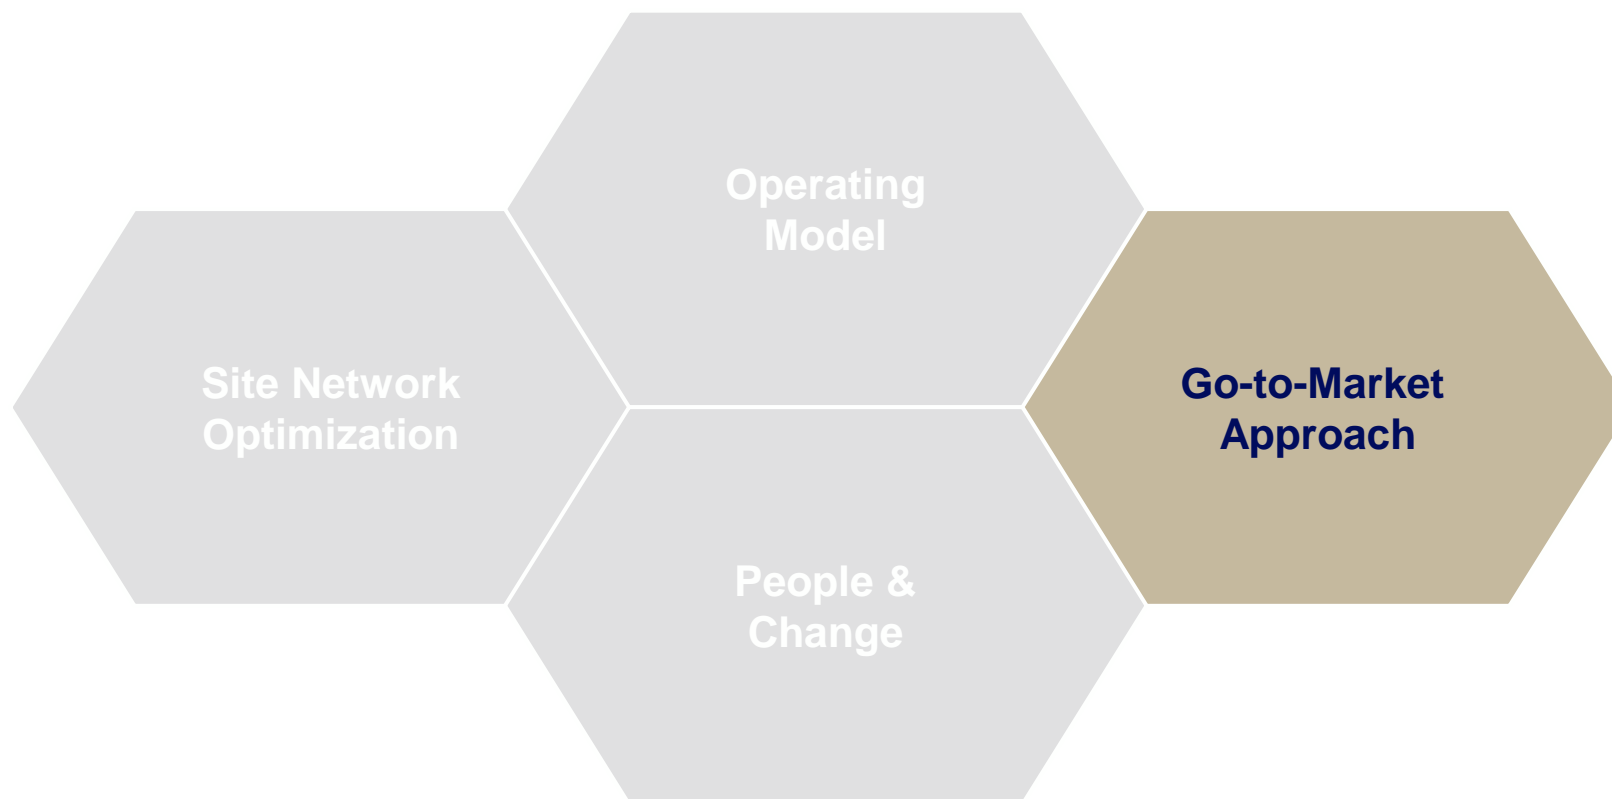 Operating
Model
Site Network
Optimization
Go-to-Market
Approach
People &
Change